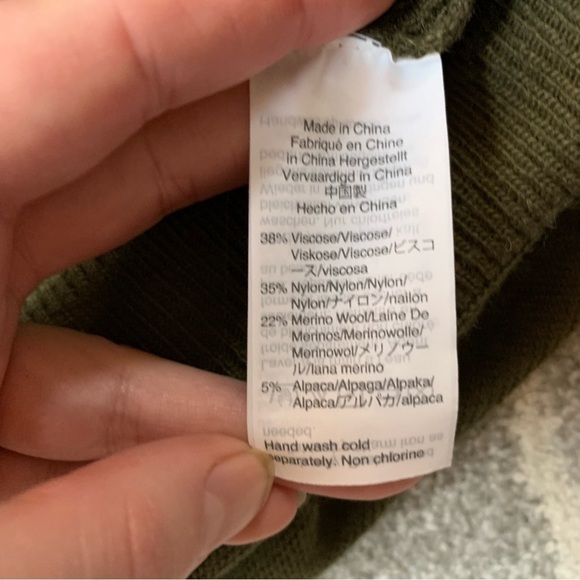 Made in China
Fabriqué en Chine
In China Hergestellt
Vervaardigd in China
中国製
Hecho en China
38% Viscose/Viscose/
Viskose/Viscose/ビスコ
ース/viscosa
35% Nylon/Nylon/Nylon/
Nylon/ナイロン/nailon
22% Merino Wool/Laine De
Merinos/Merinowolle/
Merinowol/メリノウー
ル/lana merino
5% Alpaca/Alpaga/Alpaka/
Alpaca/アルパカ/alpaca
Hand wash cold
separately. Non chlorine